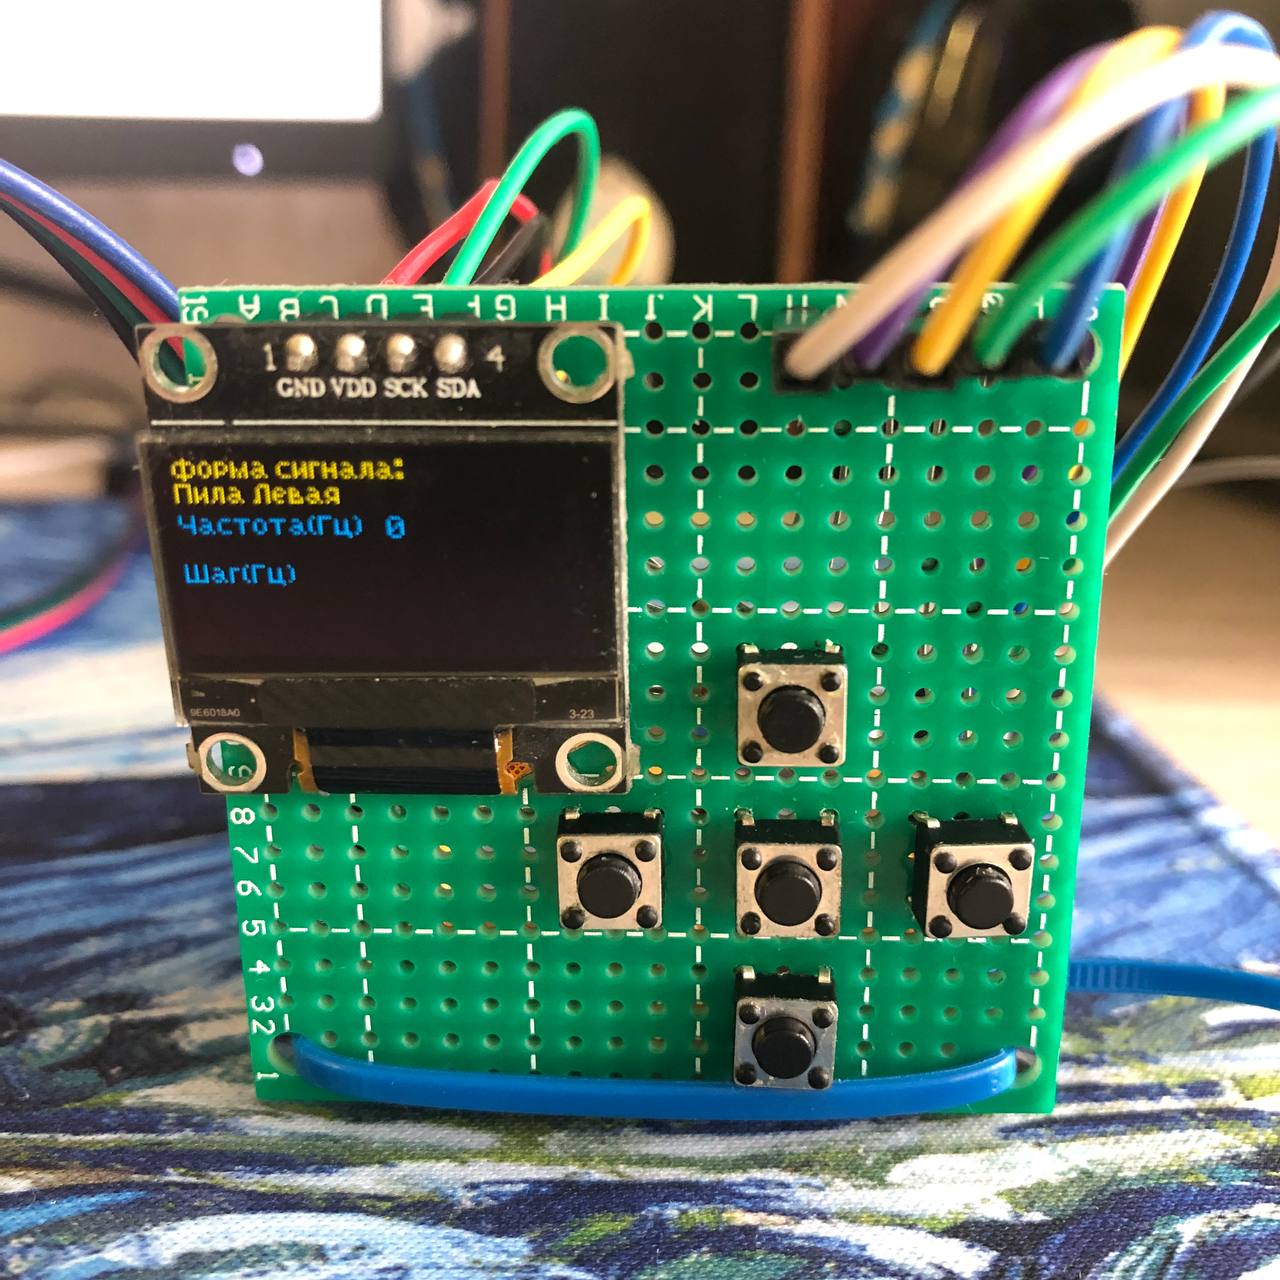 19 A B C D E F G H I J K L
1 4
GND VDD SCK SDA
форма сигнала:
Пила Левая
Частота(Гц) 0
Шаг(Гц)
9E6018A0 3-23
8
7
6
5
4
3
2
1